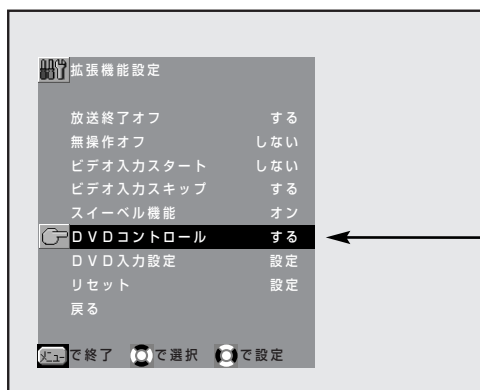 拡張機能設定
放送終了オフ する
無操作オフ しない
ビデオ入力スタート しない
ビデオ入力スキップ する
スイーベル機能 オン
DVDコントロール する
DVD入力設定 設定
リセット 設定
戻る
メニューで終了 で選択 で設定